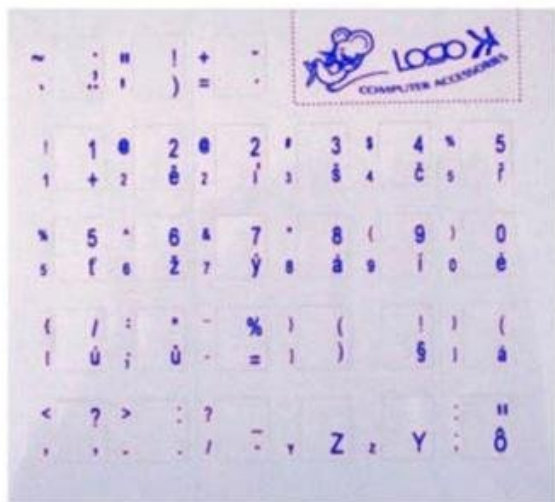 ~ " ! + ˇ
' ) =
LOGO K
COMPUTER ACCESSORIES
! 1 @ 2 @ 2 # 3 $ 4 % 5
1 + 2 ě 2 3 š 4 č 5 ř
% 5 ^ 6 & 7 * 8 ( 9 ) 0
5 ť 6 ž 7 ý 8 á 9 í 0 é
{ / : " % } ( ! } (
[ ú ; ů - = ] ) § ] á
< ? > : ? : "
, , . . / - Y Z Z Y ; ô